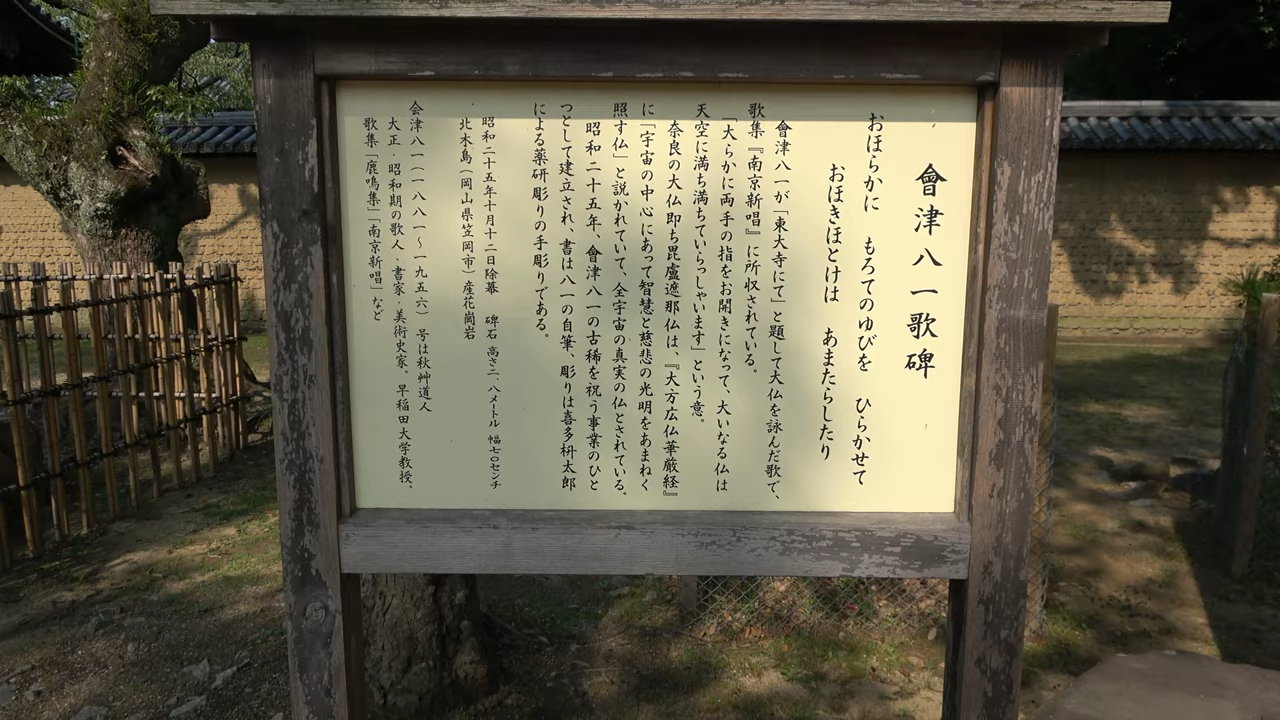 會津八一歌碑
おほらかに　もろてのゆびを　ひらかせて
おほきほとけは　あまたらしたり
會津八一が「東大寺にて」と題して大仏を詠んだ歌で、
歌集『南京新唱』に所収されている。
「大らかに両手の指をお開きになって、大いなる仏は
天空に満ち満ちていらっしゃいます」という意。
奈良の大仏即ち毘盧遮那仏は、『大方広仏華厳経』
に「宇宙の中心にあって智慧と慈悲の光明をあまねく
照す仏」と説かれていて、全宇宙の真実の仏とされている。
昭和二十五年、會津八一の古稀を祝う事業のひと
つとして建立され、書は八一の自筆、彫りは喜多桝太郎
による薬研彫りの手彫りである。
昭和二十五年十月十二日除幕　碑石 高さ二.八メートル 幅七〇センチ
北木島（岡山県笠岡市）産花崗岩
会津八一（一八八一～一九五六）号は秋艸道人
大正・昭和期の歌人、書家・美術史家、早稲田大学教授。
歌集「鹿鳴集」「南京新唱」など